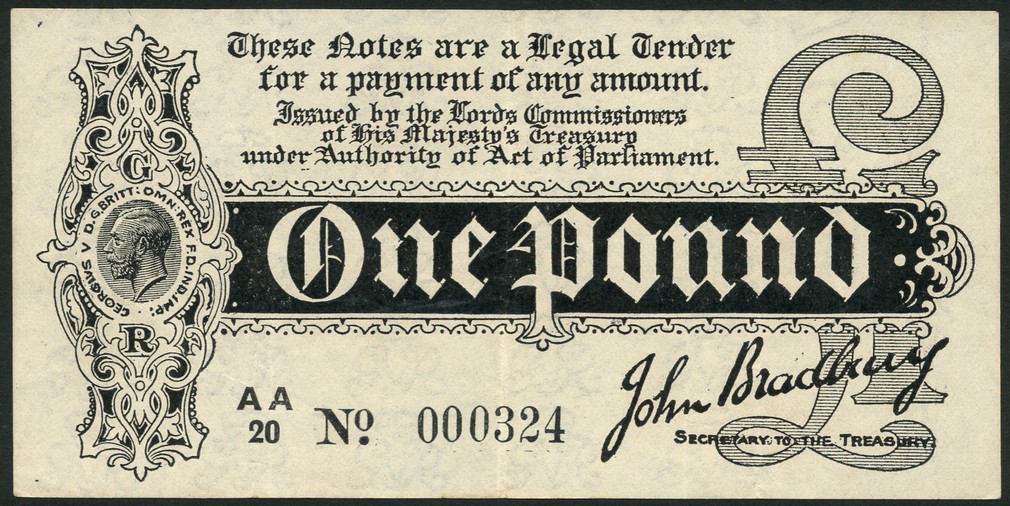 These Notes are a Legal Tender
for a payment of any amount.
Issued by the Lords Commissioners
of His Majesty's Treasury
under Authority of Act of Parliament.
£
G
GEORGIVS V D.G.BRITT: OMN: REX F.D.IND:IMP:
R
One Pound
£1
AA
20 No. 000324
John Bradbury
SECRETARY TO THE TREASURY.